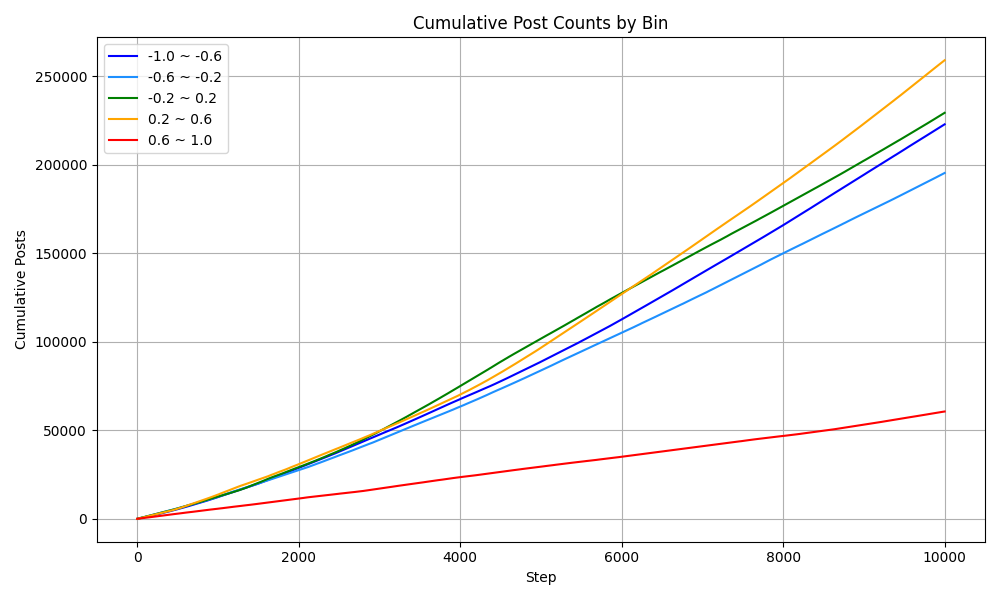 Cumulative Post Counts by Bin
-1.0 ~ -0.6
-0.6 ~ -0.2
-0.2 ~ 0.2
0.2 ~ 0.6
0.6 ~ 1.0
Cumulative Posts
250000
200000
150000
100000
50000
0
0 2000 4000 6000 8000 10000
Step